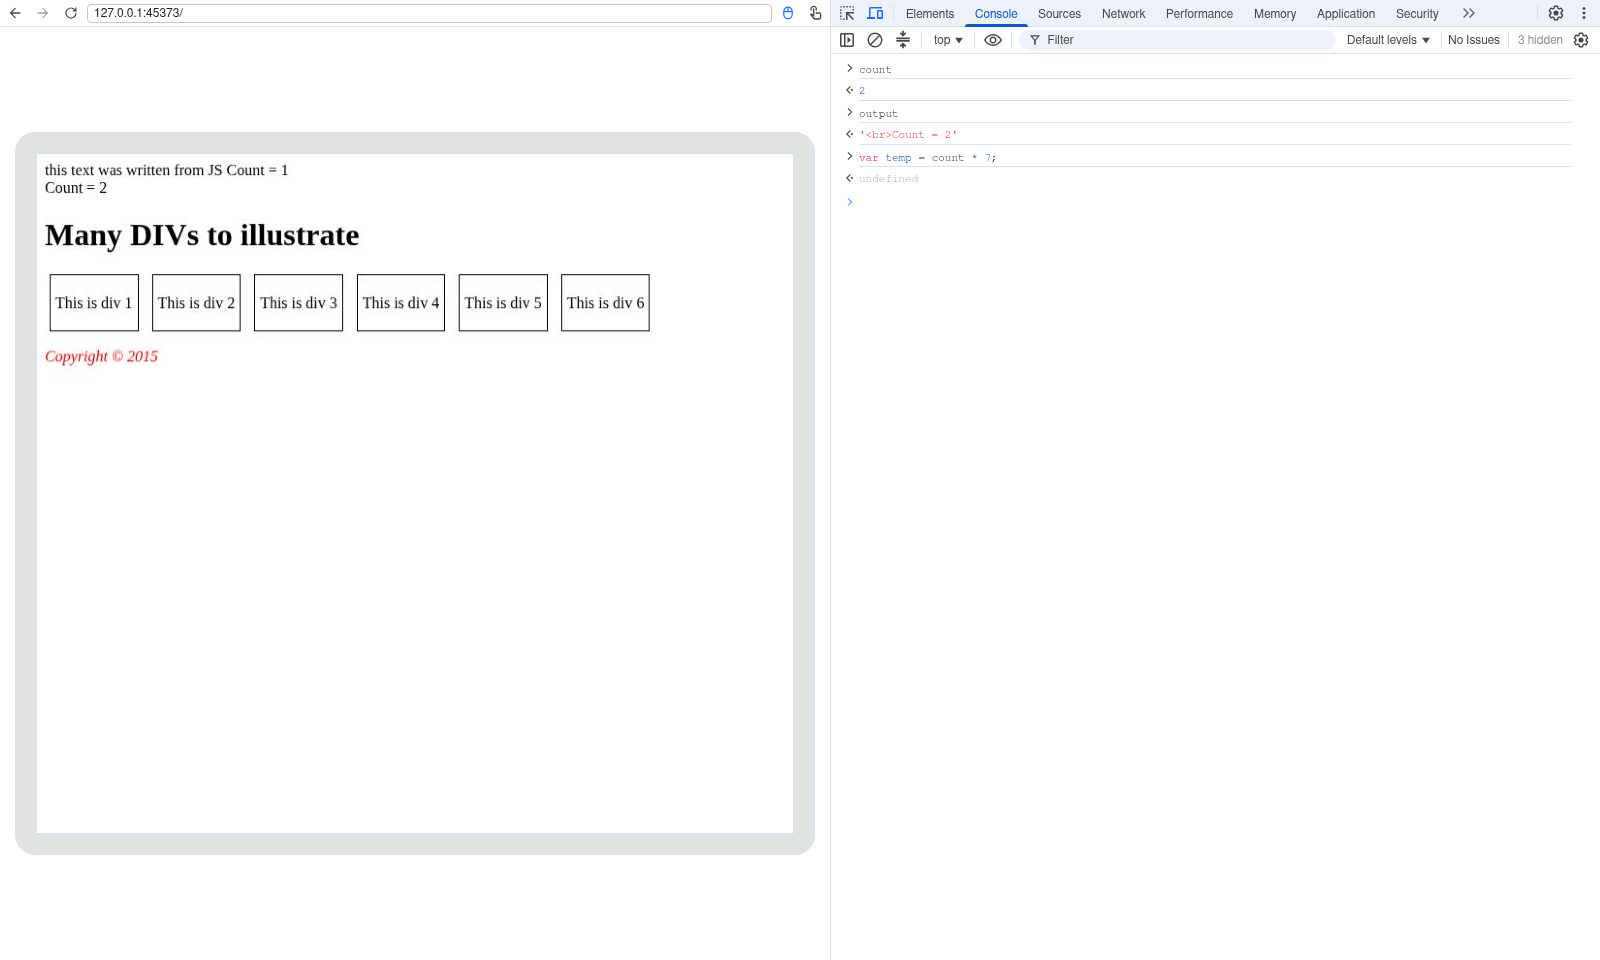 127.0.0.1:45373/
this text was written from JS Count = 1
Count = 2
Many DIVs to illustrate
This is div 1 This is div 2 This is div 3 This is div 4 This is div 5 This is div 6
Copyright © 2015
Elements Console Sources Network Performance Memory Application Security
top Filter Default levels No Issues 3 hidden
count
2
output
'<br>Count = 2'
var temp = count * 7;
undefined